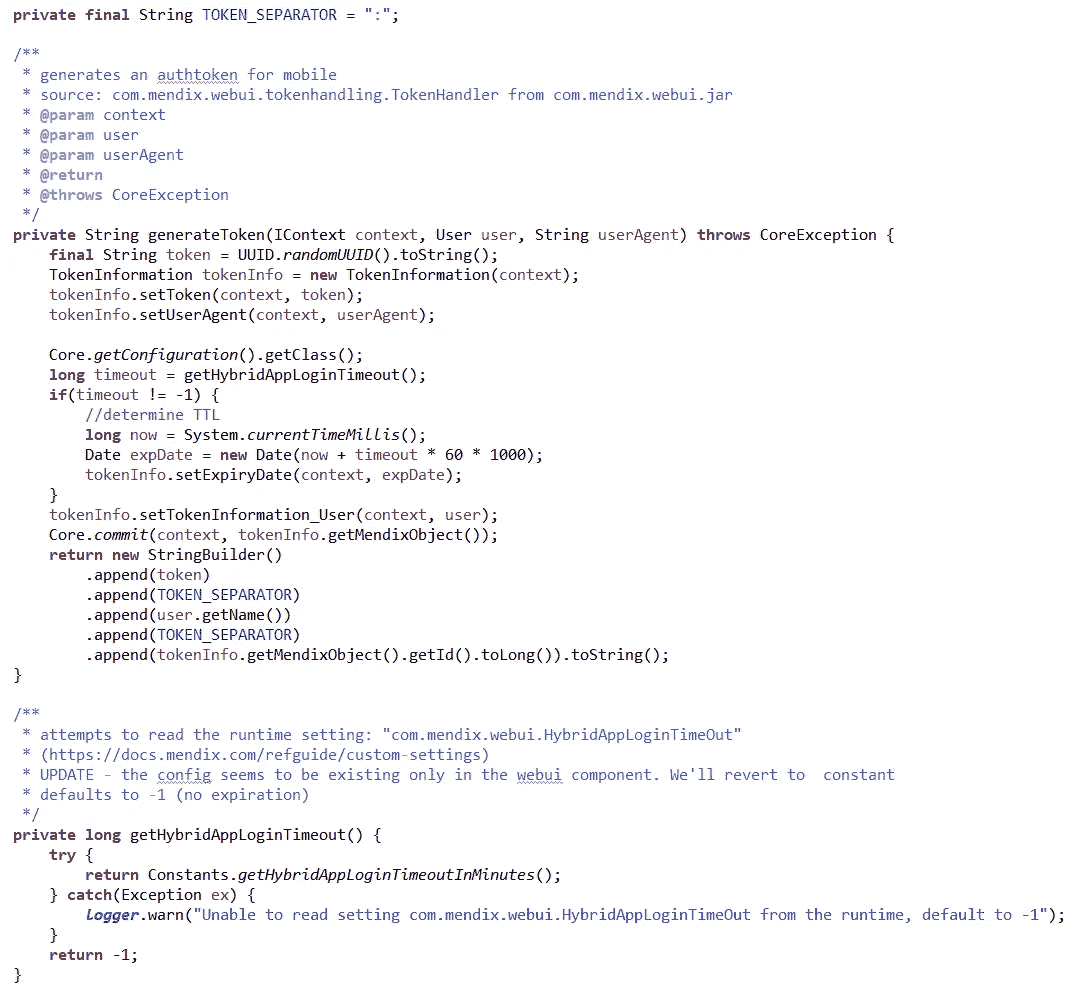 private final String TOKEN_SEPARATOR = ":";
/**
 * generates an authtoken for mobile
 * source: com.mendix.webui.tokenhandling.TokenHandler from com.mendix.webui.jar
 * @param context
 * @param user
 * @param userAgent
 * @return
 * @throws CoreException
 */
private String generateToken(IContext context, User user, String userAgent) throws CoreException {
    final String token = UUID.randomUUID().toString();
    TokenInformation tokenInfo = new TokenInformation(context);
    tokenInfo.setToken(context, token);
    tokenInfo.setUserAgent(context, userAgent);

    Core.getConfiguration().getClass();
    long timeout = getHybridAppLoginTimeout();
    if(timeout != -1) {
        //determine TTL
        long now = System.currentTimeMillis();
        Date expDate = new Date(now + timeout * 60 * 1000);
        tokenInfo.setExpiryDate(context, expDate);
    }
    tokenInfo.setTokenInformation_User(context, user);
    Core.commit(context, tokenInfo.getMendixObject());
    return new StringBuilder()
        .append(token)
        .append(TOKEN_SEPARATOR)
        .append(user.getName())
        .append(TOKEN_SEPARATOR)
        .append(tokenInfo.getMendixObject().getId().toLong()).toString();
}

/**
 * attempts to read the runtime setting: "com.mendix.webui.HybridAppLoginTimeOut"
 * (https://docs.mendix.com/refguide/custom-settings)
 * UPDATE - the config seems to be existing only in the webui component. We'll revert to  constant
 * defaults to -1 (no expiration)
 */
private long getHybridAppLoginTimeout() {
    try {
        return Constants.getHybridAppLoginTimeoutInMinutes();
    } catch(Exception ex) {
        Logger.warn("Unable to read setting com.mendix.webui.HybridAppLoginTimeOut from the runtime, default to -1");
    }
    return -1;
}